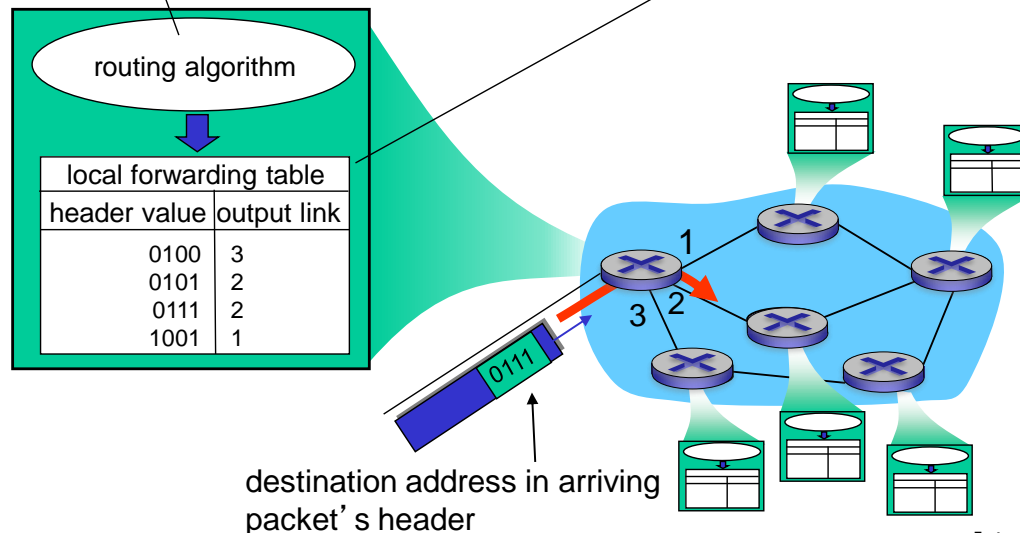 routing algorithm
local forwarding table
header value output link
0100 3
0101 2
0111 2
1001 1
1
2
3
0111
destination address in arriving
packet’s header